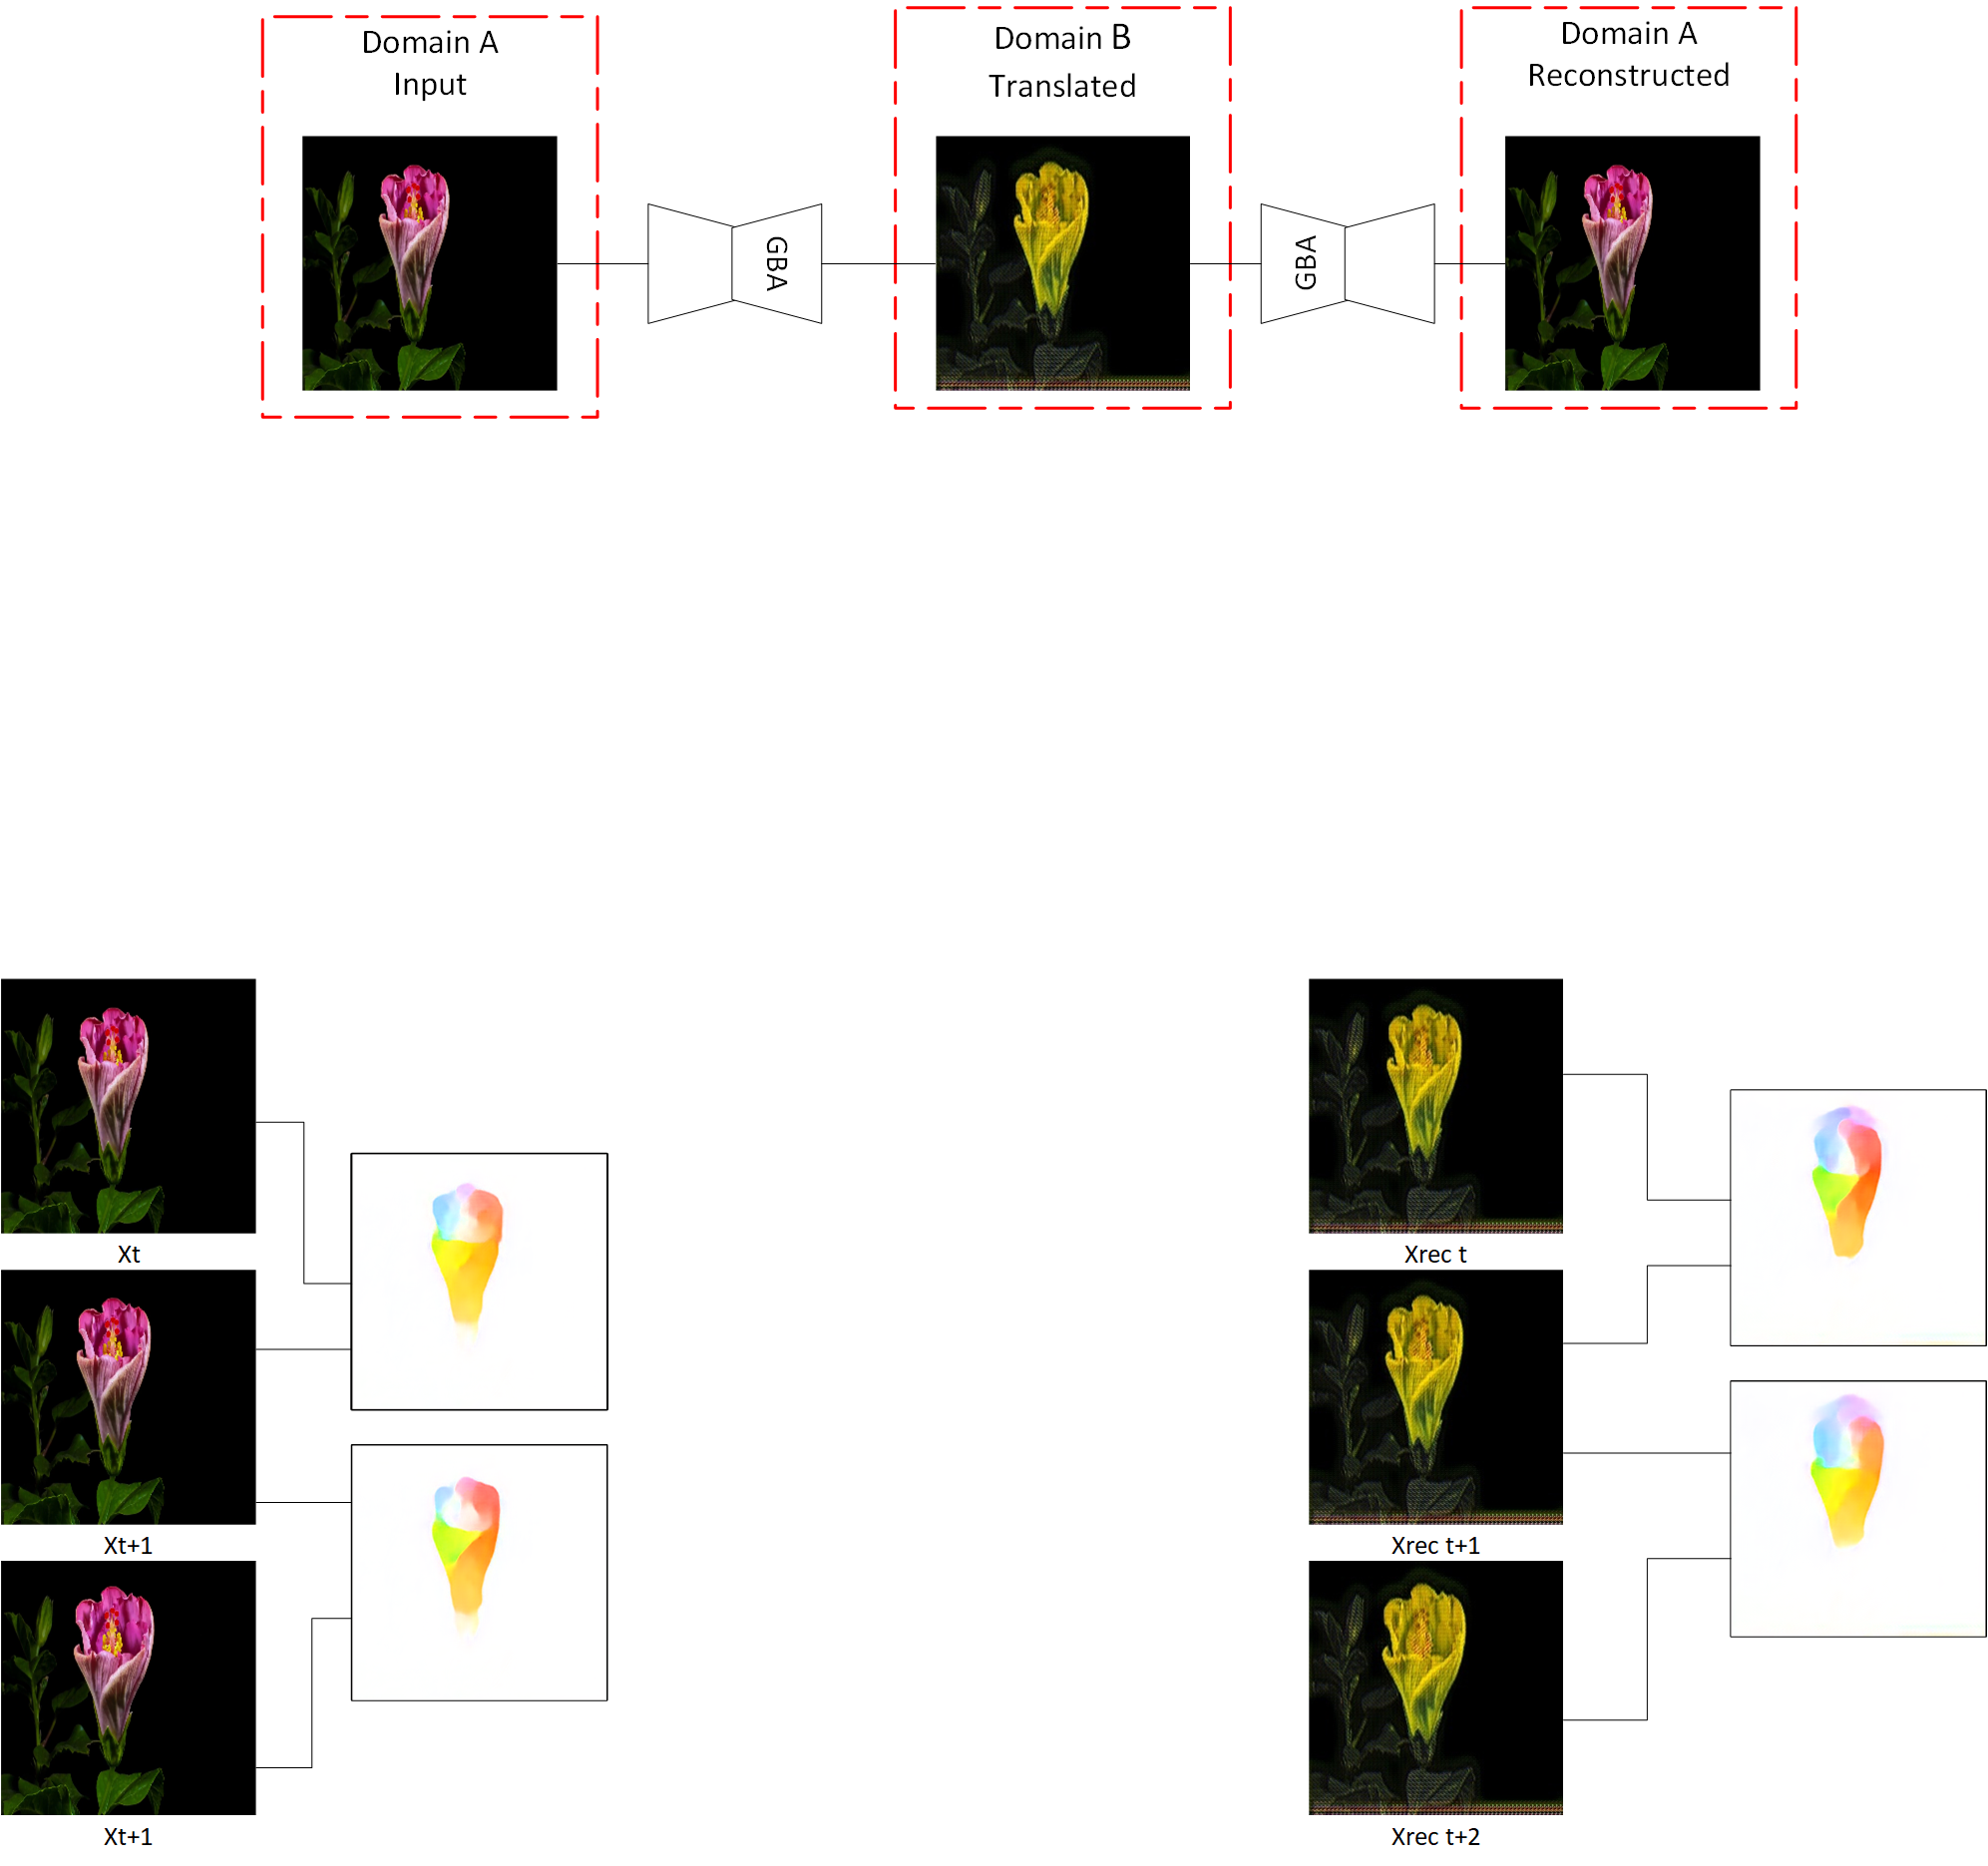 Domain A
Input
Domain B
Translated
Domain A
Reconstructed
GBA
GBA
Xt
Xt+1
Xt+1
Xrec t
Xrec t+1
Xrec t+2